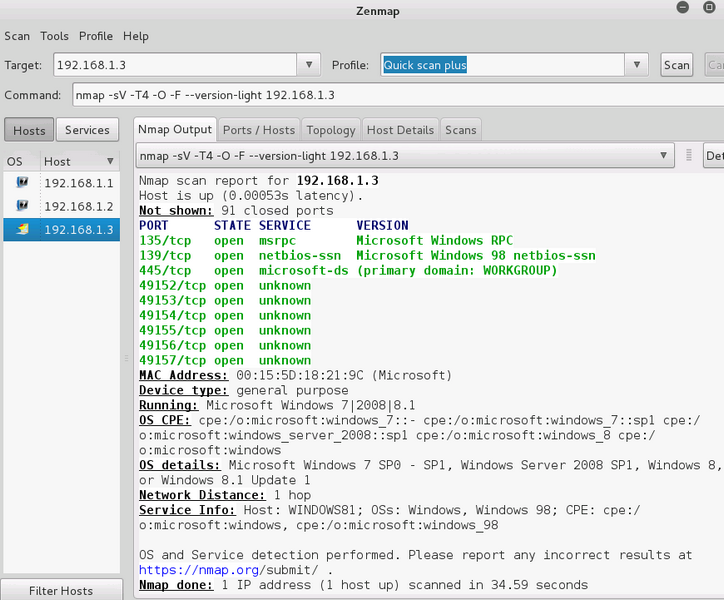 Zenmap
Scan Tools Profile Help
Target: 192.168.1.3 Profile: Quick scan plus Scan
Command: nmap -sV -T4 -O -F --version-light 192.168.1.3
Hosts Services Nmap Output Ports / Hosts Topology Host Details Scans
OS Host nmap -sV -T4 -O -F --version-light 192.168.1.3
192.168.1.1
192.168.1.2
192.168.1.3
Nmap scan report for 192.168.1.3
Host is up (0.00053s latency).
Not shown: 91 closed ports
PORT STATE SERVICE VERSION
135/tcp open msrpc Microsoft Windows RPC
139/tcp open netbios-ssn Microsoft Windows 98 netbios-ssn
445/tcp open microsoft-ds (primary domain: WORKGROUP)
49152/tcp open unknown
49153/tcp open unknown
49154/tcp open unknown
49155/tcp open unknown
49156/tcp open unknown
49157/tcp open unknown
MAC Address: 00:15:5D:18:21:9C (Microsoft)
Device type: general purpose
Running: Microsoft Windows 7|2008|8.1
OS CPE: cpe:/o:microsoft:windows_7::- cpe:/o:microsoft:windows_7::sp1 cpe:/
o:microsoft:windows_server_2008::sp1 cpe:/o:microsoft:windows_8 cpe:/
o:microsoft:windows
OS details: Microsoft Windows 7 SP0 - SP1, Windows Server 2008 SP1, Windows 8,
or Windows 8.1 Update 1
Network Distance: 1 hop
Service Info: Host: WINDOWS81; OSs: Windows, Windows 98; CPE: cpe:/
o:microsoft:windows, cpe:/o:microsoft:windows_98
OS and Service detection performed. Please report any incorrect results at
https://nmap.org/submit/ .
Nmap done: 1 IP address (1 host up) scanned in 34.59 seconds
Filter Hosts